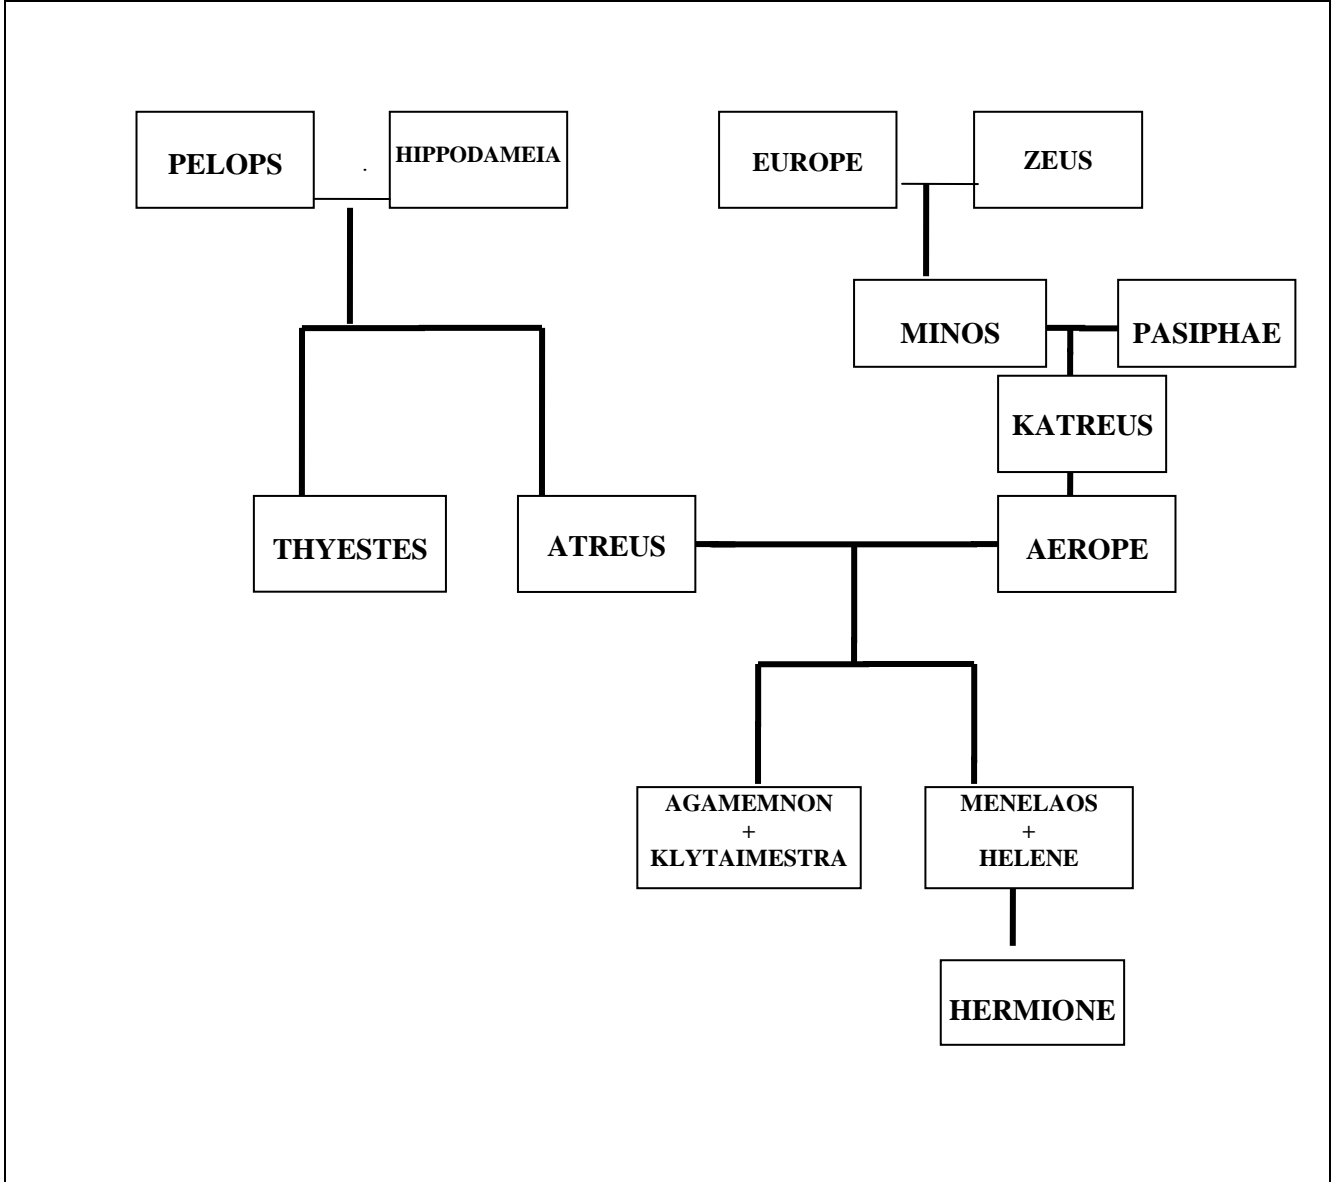 PELOPS
HIPPODAMEIA
EUROPE
ZEUS
MINOS
PASIPHAE
KATREUS
THYESTES
ATREUS
AEROPE
AGAMEMNON
+
KLYTAIMESTRA
MENELAOS
+
HELENE
HERMIONE